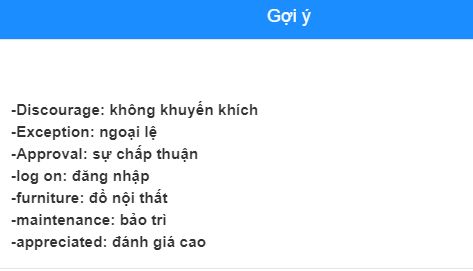 Gợi ý
-Discourage: không khuyến khích
-Exception: ngoại lệ
-Approval: sự chấp thuận
-log on: đăng nhập
-furniture: đồ nội thất
-maintenance: bảo trì
-appreciated: đánh giá cao